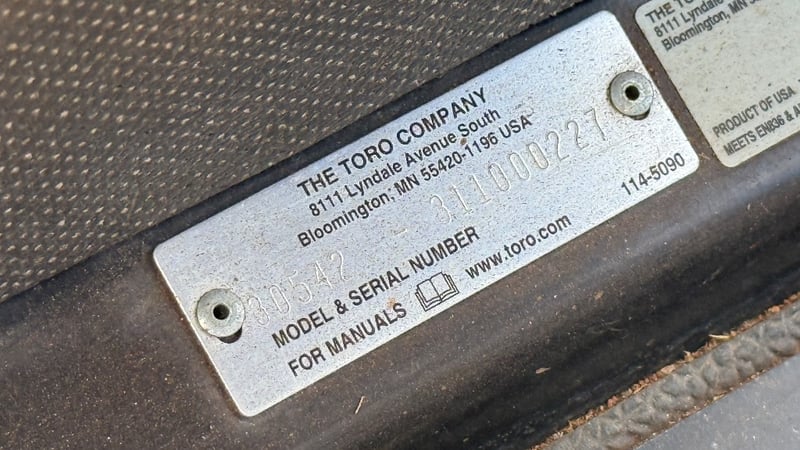 THE TORO COMPANY
8111 Lyndale Avenue South
Bloomington, MN 55420-1196 USA
30542 - 311000227
MODEL & SERIAL NUMBER
FOR MANUALS www.toro.com
114-5090
THE TORO
8111 Lyndale
Bloomington, MN
PRODUCT OF USA
MEETS EN836 &